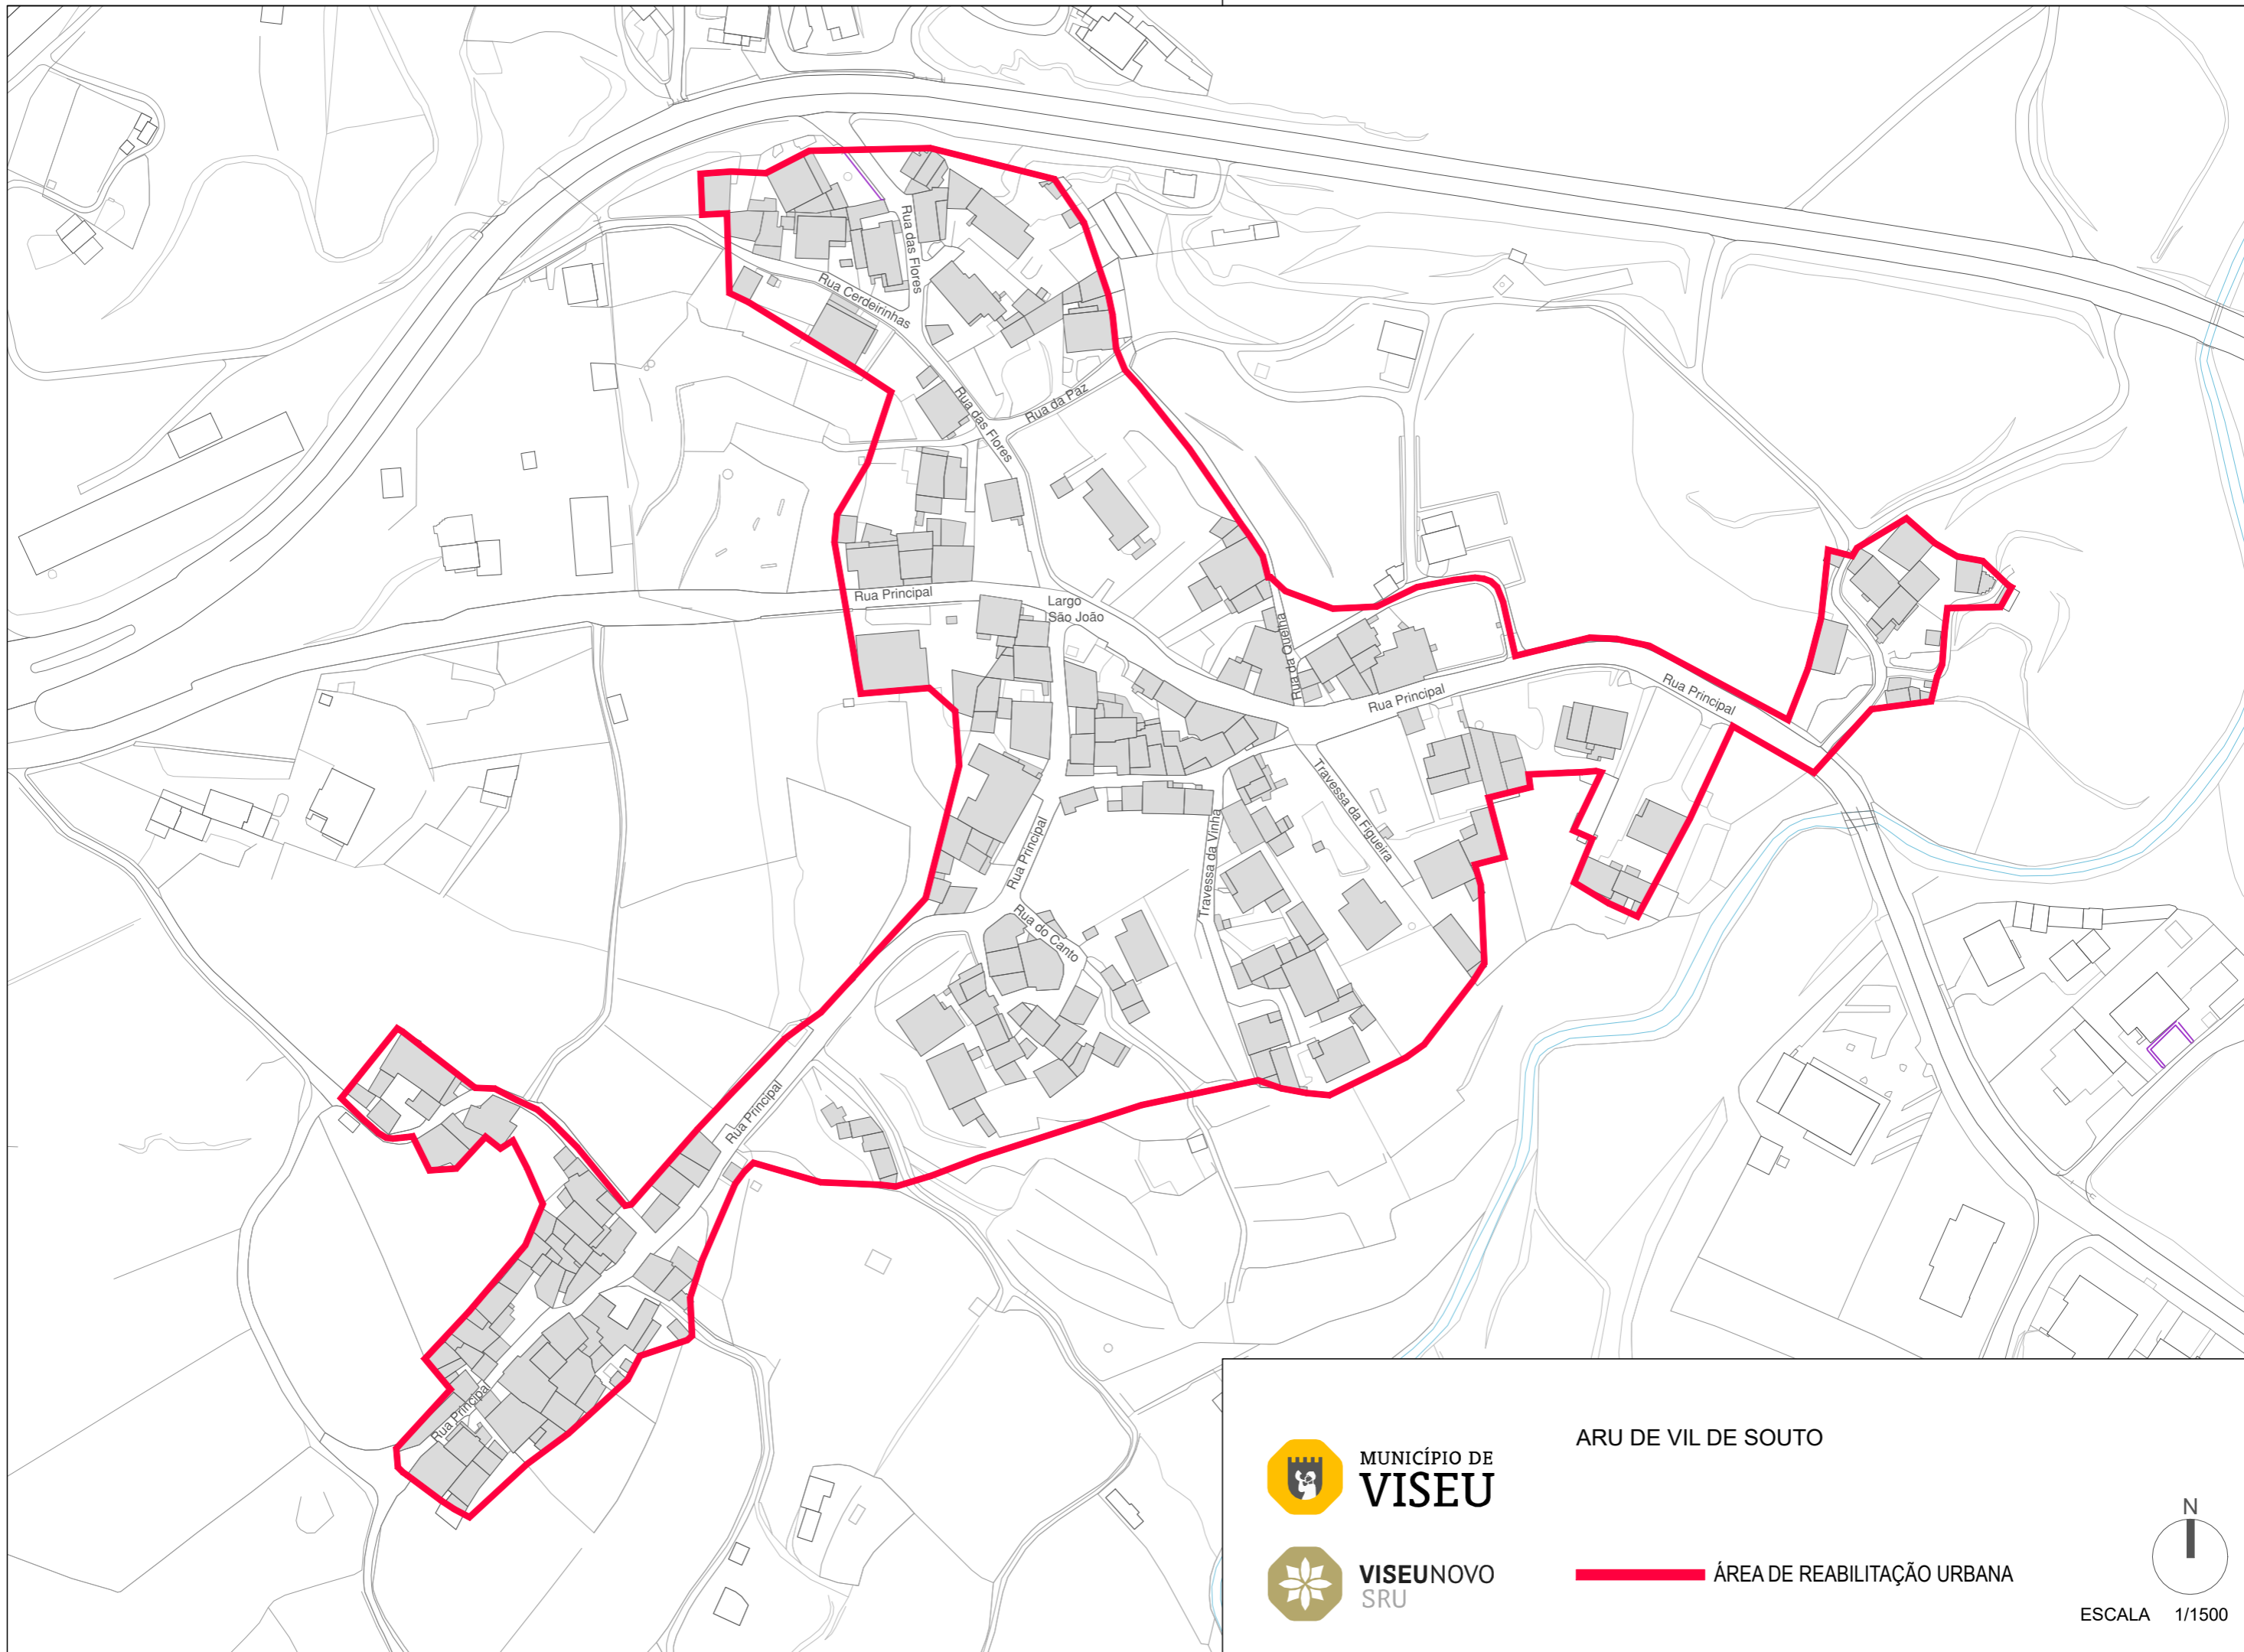 Rua das Flores
Rua Cerdeirinhas
Rua das Flores
Rua da Paz
Rua Principal
Largo
São João
Rua da Quelha
Rua Principal
Rua Principal
Travessa da Figueira
Travessa da Vinha
Rua Principal
Rua do Canto
Rua Principal
Rua Principal
ARU DE VIL DE SOUTO
MUNICÍPIO DE
VISEU
VISEUNOVO
SRU
ÁREA DE REABILITAÇÃO URBANA
N
ESCALA 1/1500